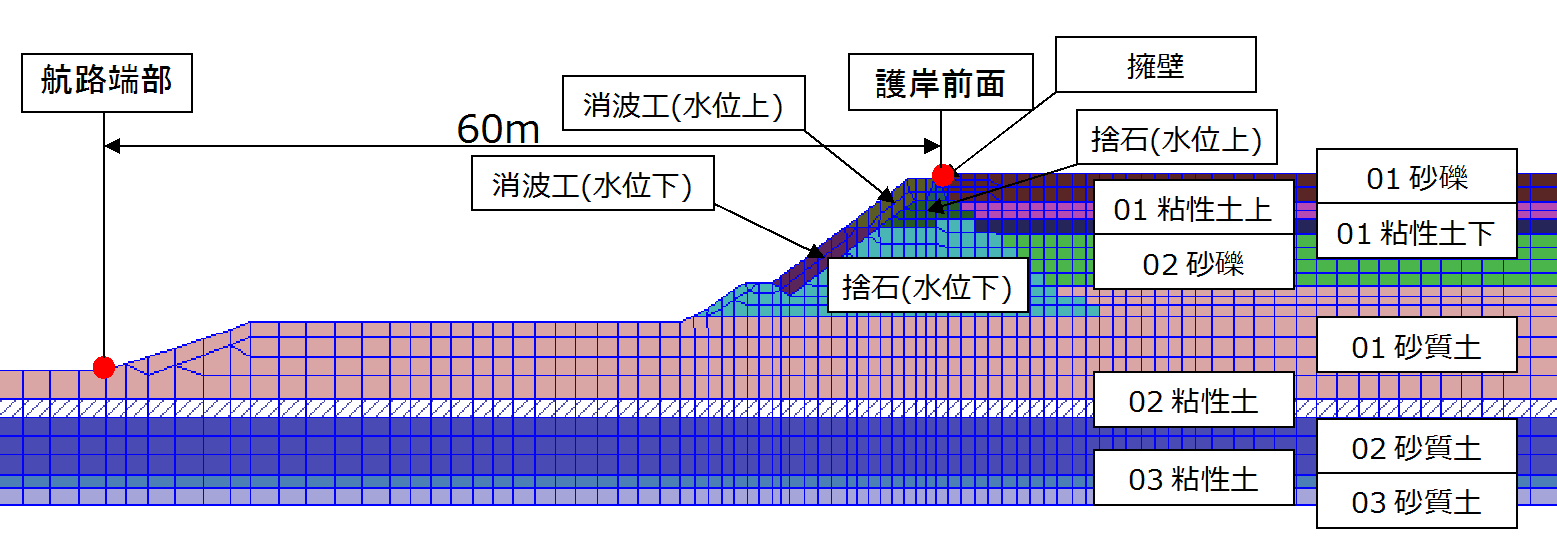 航路端部
60m
消波工(水位上)
消波工(水位下)
護岸前面
擁壁
捨石(水位上)
捨石(水位下)
01 砂礫
01 粘性土上
01 粘性土下
02 砂礫
01 砂質土
02 粘性土
02 砂質土
03 粘性土
03 砂質土